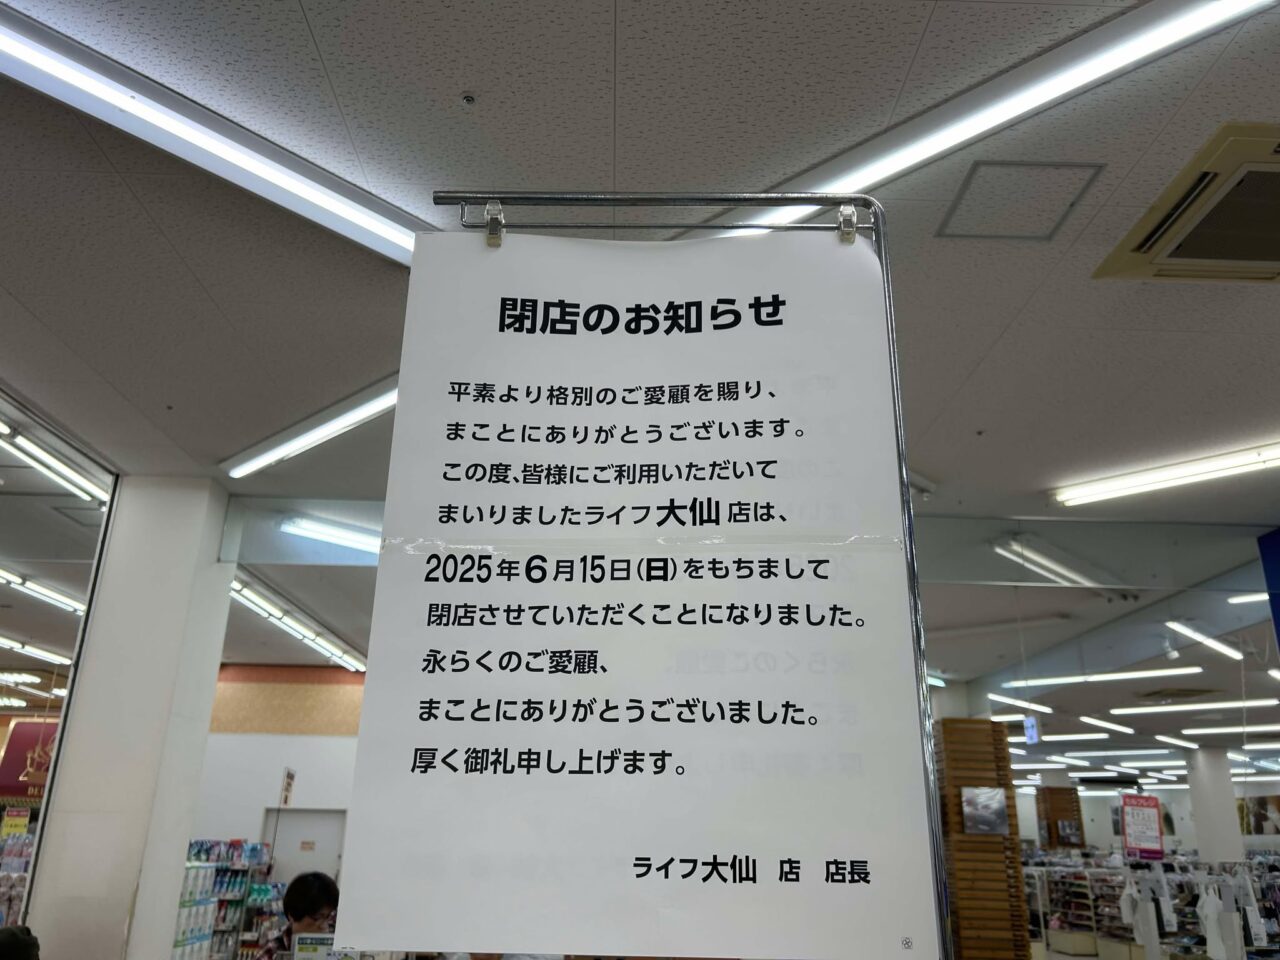 閉店のお知らせ
平素より格別のご愛顧を賜り、
まことにありがとうございます。
この度、皆様にご利用いただいて
まいりましたライフ大仙店は、
2025年6月15日(日)をもちまして
閉店させていただくことになりました。
永らくのご愛顧、
まことにありがとうございました。
厚く御礼申し上げます。
ライフ大仙 店 店長